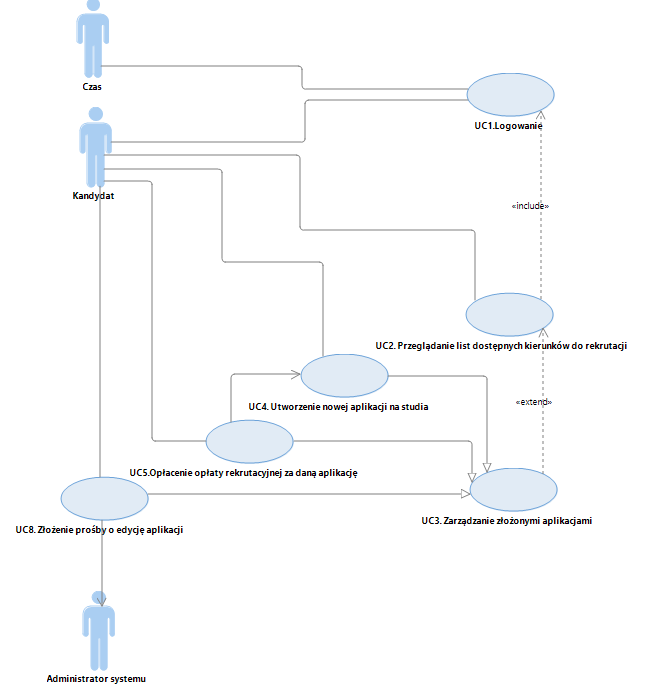 Czas
UC1.Logowanie
Kandydat
«include»
UC2. Przeglądanie list dostępnych kierunków do rekrutacji
«extend»
UC4. Utworzenie nowej aplikacji na studia
UC5.Opłacenie opłaty rekrutacyjnej za daną aplikację
UC3. Zarządzanie złożonymi aplikacjami
UC8. Złożenie prośby o edycję aplikacji
Administrator systemu